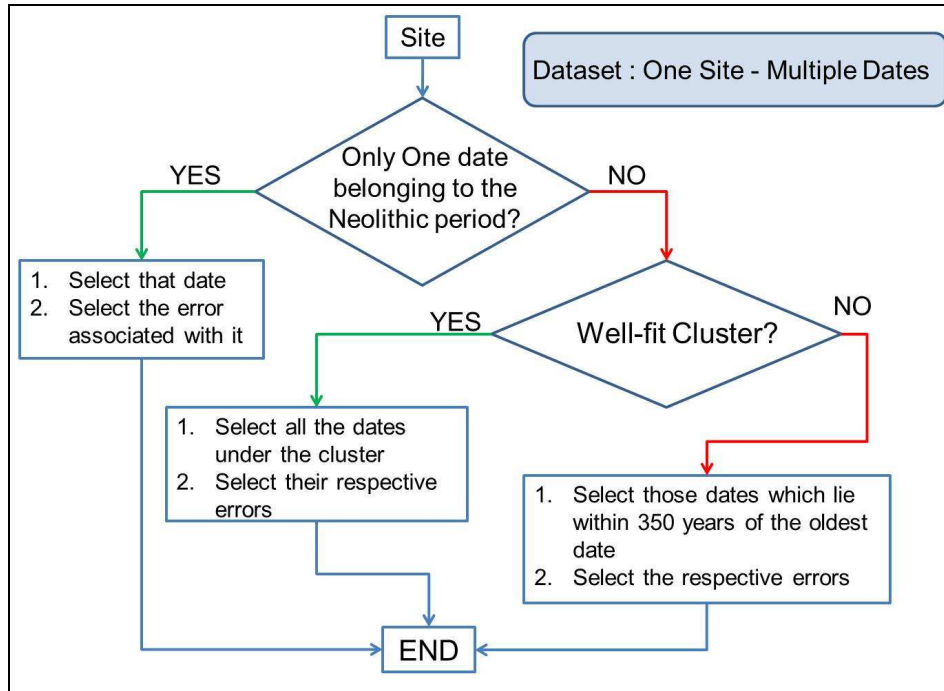 Site
Dataset : One Site - Multiple Dates
Only One date
belonging to the
Neolithic period?
YES
NO
1. Select that date
2. Select the error
associated with it
Well-fit Cluster?
YES
NO
1. Select all the dates
under the cluster
2. Select their respective
errors
1. Select those dates which lie
within 350 years of the oldest
date
2. Select the respective errors
END